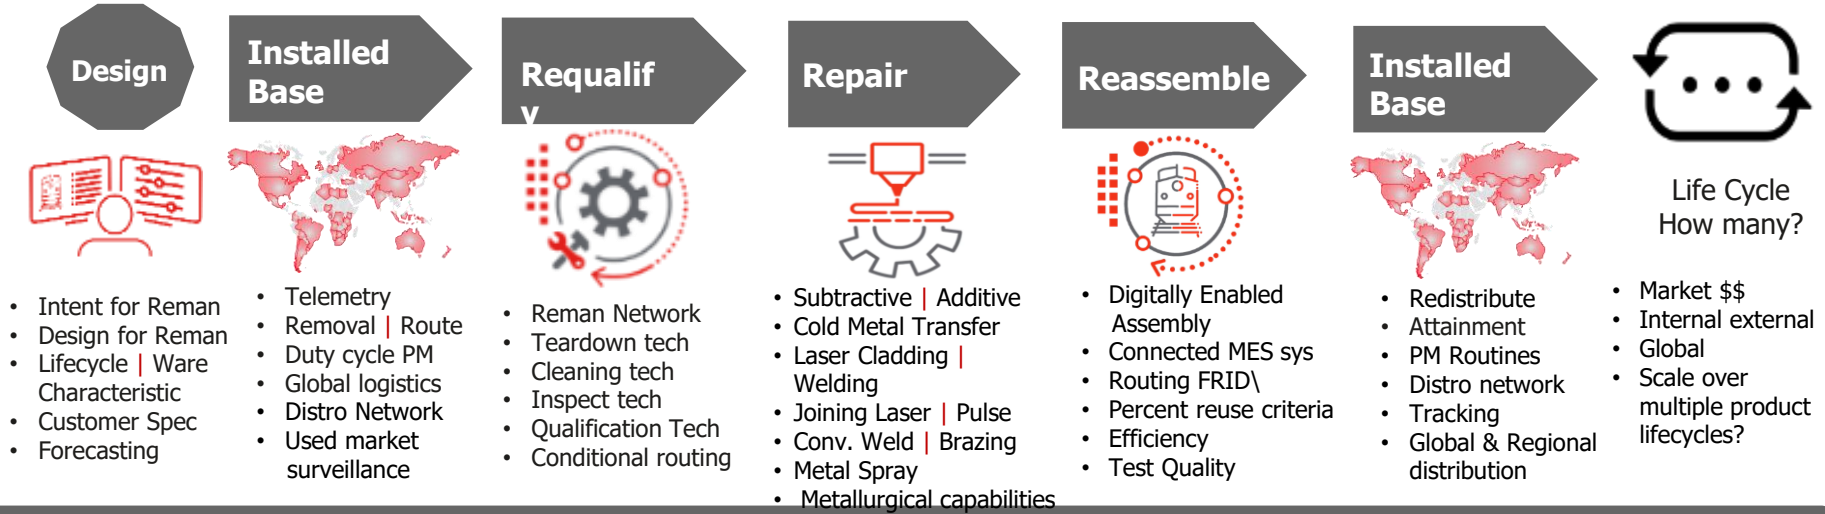 Design
Installed
Base
Requalif
y
Repair
Reassemble
Installed
Base
Life Cycle
How many?
• Intent for Reman
• Design for Reman
• Lifecycle | Ware
Characteristic
• Customer Spec
• Forecasting
• Telemetry
• Removal | Route
• Duty cycle PM
• Global logistics
• Distro Network
• Used market
surveillance
• Reman Network
• Teardown tech
• Cleaning tech
• Inspect tech
• Qualification Tech
• Conditional routing
• Subtractive | Additive
• Cold Metal Transfer
• Laser Cladding |
Welding
• Joining Laser | Pulse
• Conv. Weld | Brazing
• Metal Spray
• Metallurgical capabilities
• Digitally Enabled
Assembly
• Connected MES sys
• Routing FRID\
• Percent reuse criteria
• Efficiency
• Test Quality
• Redistribute
• Attainment
• PM Routines
• Distro network
• Tracking
• Global & Regional
distribution
• Market $$
• Internal external
• Global
• Scale over
multiple product
lifecycles?